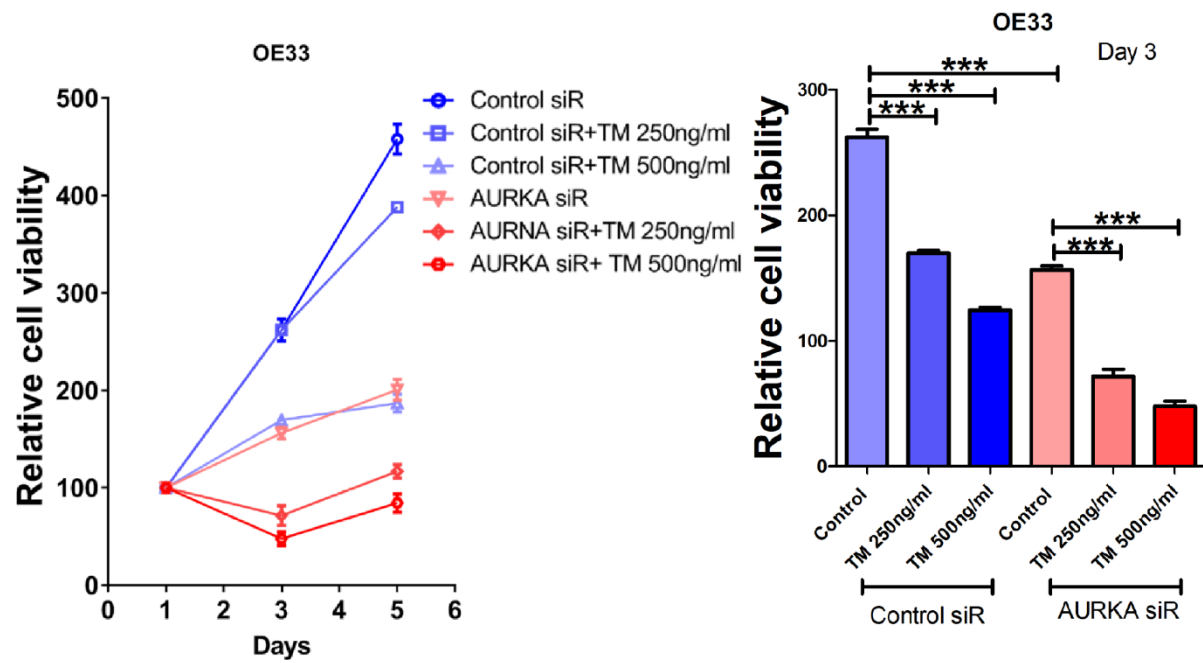 OE33
Relative cell viability
500
400
300
200
100
0
0 1 2 3 4 5 6
Days
Control siR
Control siR+TM 250ng/ml
Control siR+TM 500ng/ml
AURKA siR
AURNA siR+TM 250ng/ml
AURKA siR+ TM 500ng/ml
OE33
Day 3
Relative cell viability
300
200
100
0
***
***
***
***
***
Control
TM 250ng/ml
TM 500ng/ml
Control
TM 250ng/ml
TM 500ng/ml
Control siR
AURKA siR